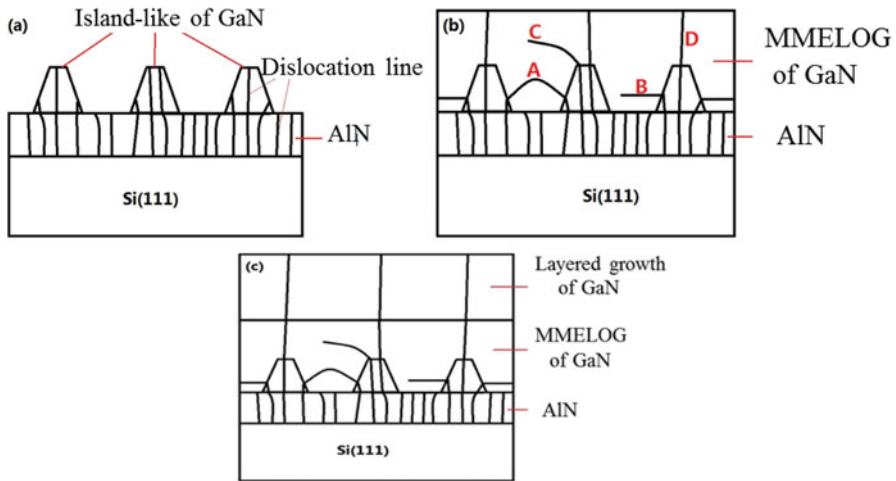 (a)
Island-like of GaN
Dislocation line
AlN
Si(111)
(b)
C
D
A
B
MMELOG
of GaN
AlN
Si(111)
(c)
Layered growth
of GaN
MMELOG
of GaN
AlN
Si(111)